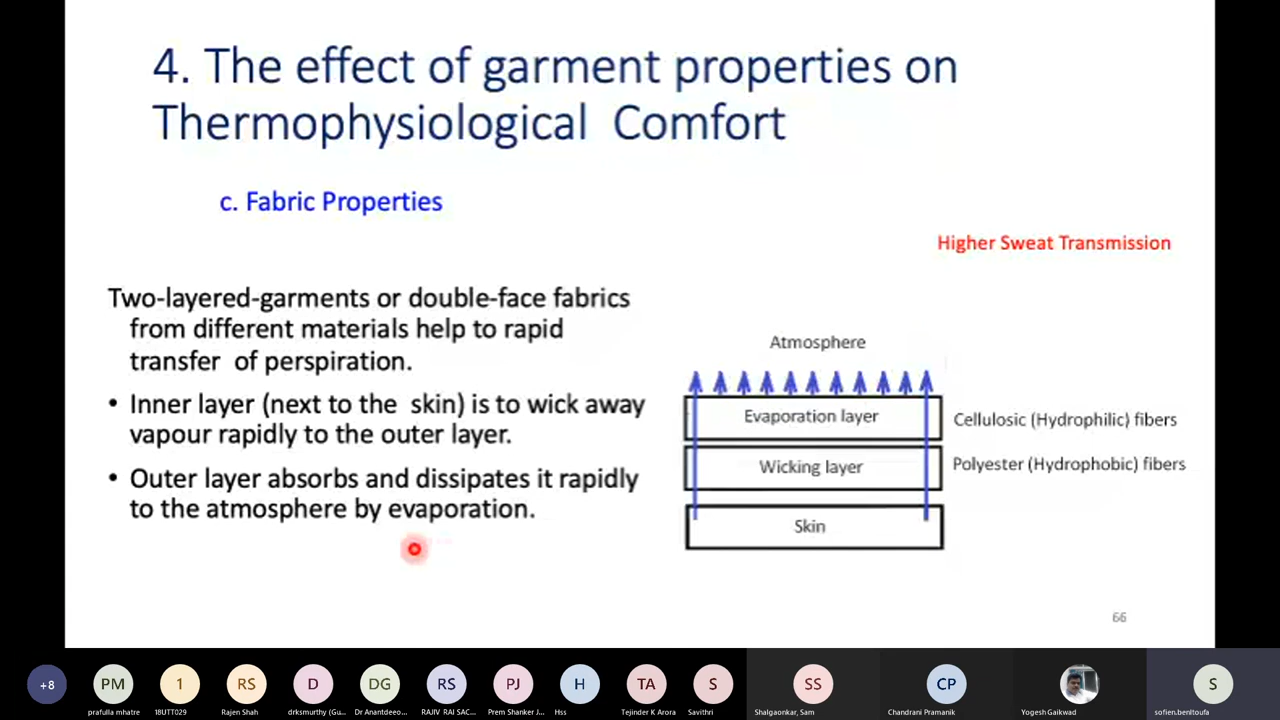 4. The effect of garment properties on
Thermophysiological Comfort
c. Fabric Properties
Higher Sweat Transmission
Two-layered-garments or double-face fabrics
from different materials help to rapid
transfer of perspiration.
• Inner layer (next to the skin) is to wick away
vapour rapidly to the outer layer.
• Outer layer absorbs and dissipates it rapidly
to the atmosphere by evaporation.
Atmosphere
Evaporation layer
Cellulosic (Hydrophilic) fibers
Wicking layer
Polyester (Hydrophobic) fibers
Skin
66
+8
PM
1
RS
D
DG
RS
PJ
H
TA
S
SS
CP
S
prafulla mhatre
18UTT029
Rajen Shah
drksmurthy (Gu...
Dr Anantdeeo...
RAJIV RAI SAC...
Prem Shanker J...
Hss
Tejinder K Arora
Savithri
Shalgaonkar, Sam
Chandrani Pramanik
Yogesh Gaikwad
sofien.benltoufa